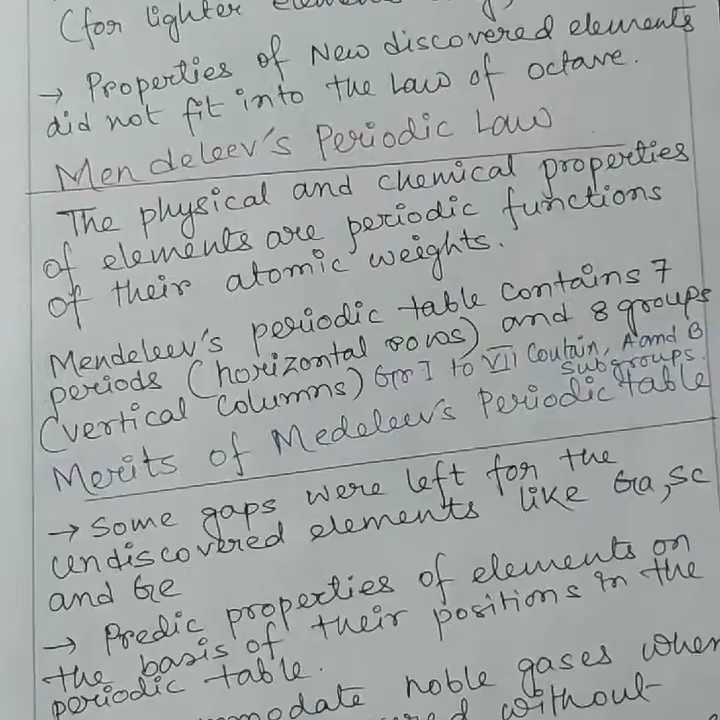 (for lighter
→ Properties of New discovered elements
did not fit into the Law of octave.
Mendeleev's Periodic Law
The physical and chemical properties
of elements are periodic functions
of their atomic weights.
Mendeleev's periodic table contains 7
periods (horizontal rows) and 8 groups
(vertical columns) Gr I to VII Contain, A and B
subgroups.
Merits of Medeleev's Periodic table
→ Some gaps were left for the
undiscovered elements like Ga, Sc
and Ge
→ Predic properties of elements on
the basis of their positions in the
periodic table.
noble gases when
without